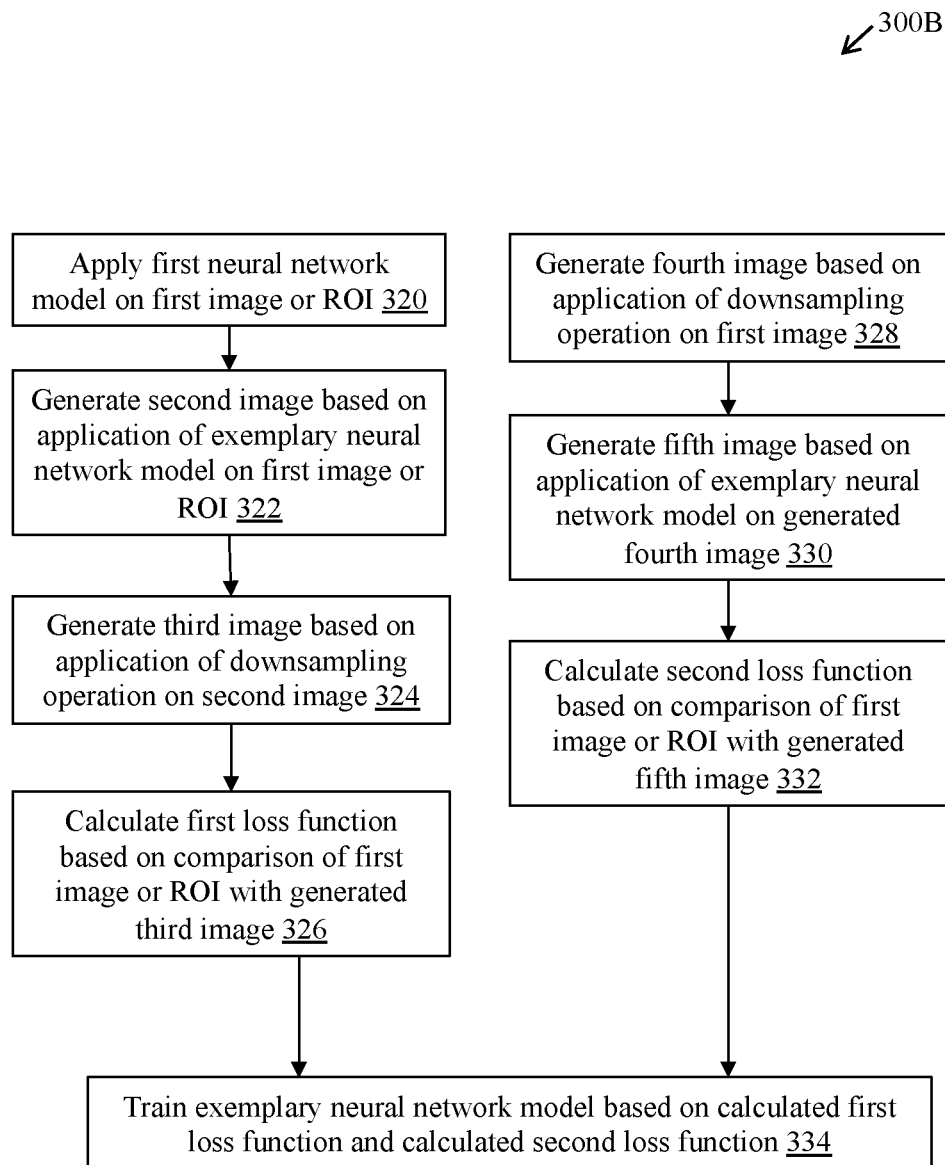 300B
Apply first neural network
model on first image or ROI 320
Generate second image based on
application of exemplary neural
network model on first image or
ROI 322
Generate third image based on
application of downsampling
operation on second image 324
Calculate first loss function
based on comparison of first
image or ROI with generated
third image 326
Generate fourth image based on
application of downsampling
operation on first image 328
Generate fifth image based on
application of exemplary neural
network model on generated
fourth image 330
Calculate second loss function
based on comparison of first
image or ROI with generated
fifth image 332
Train exemplary neural network model based on calculated first
loss function and calculated second loss function 334